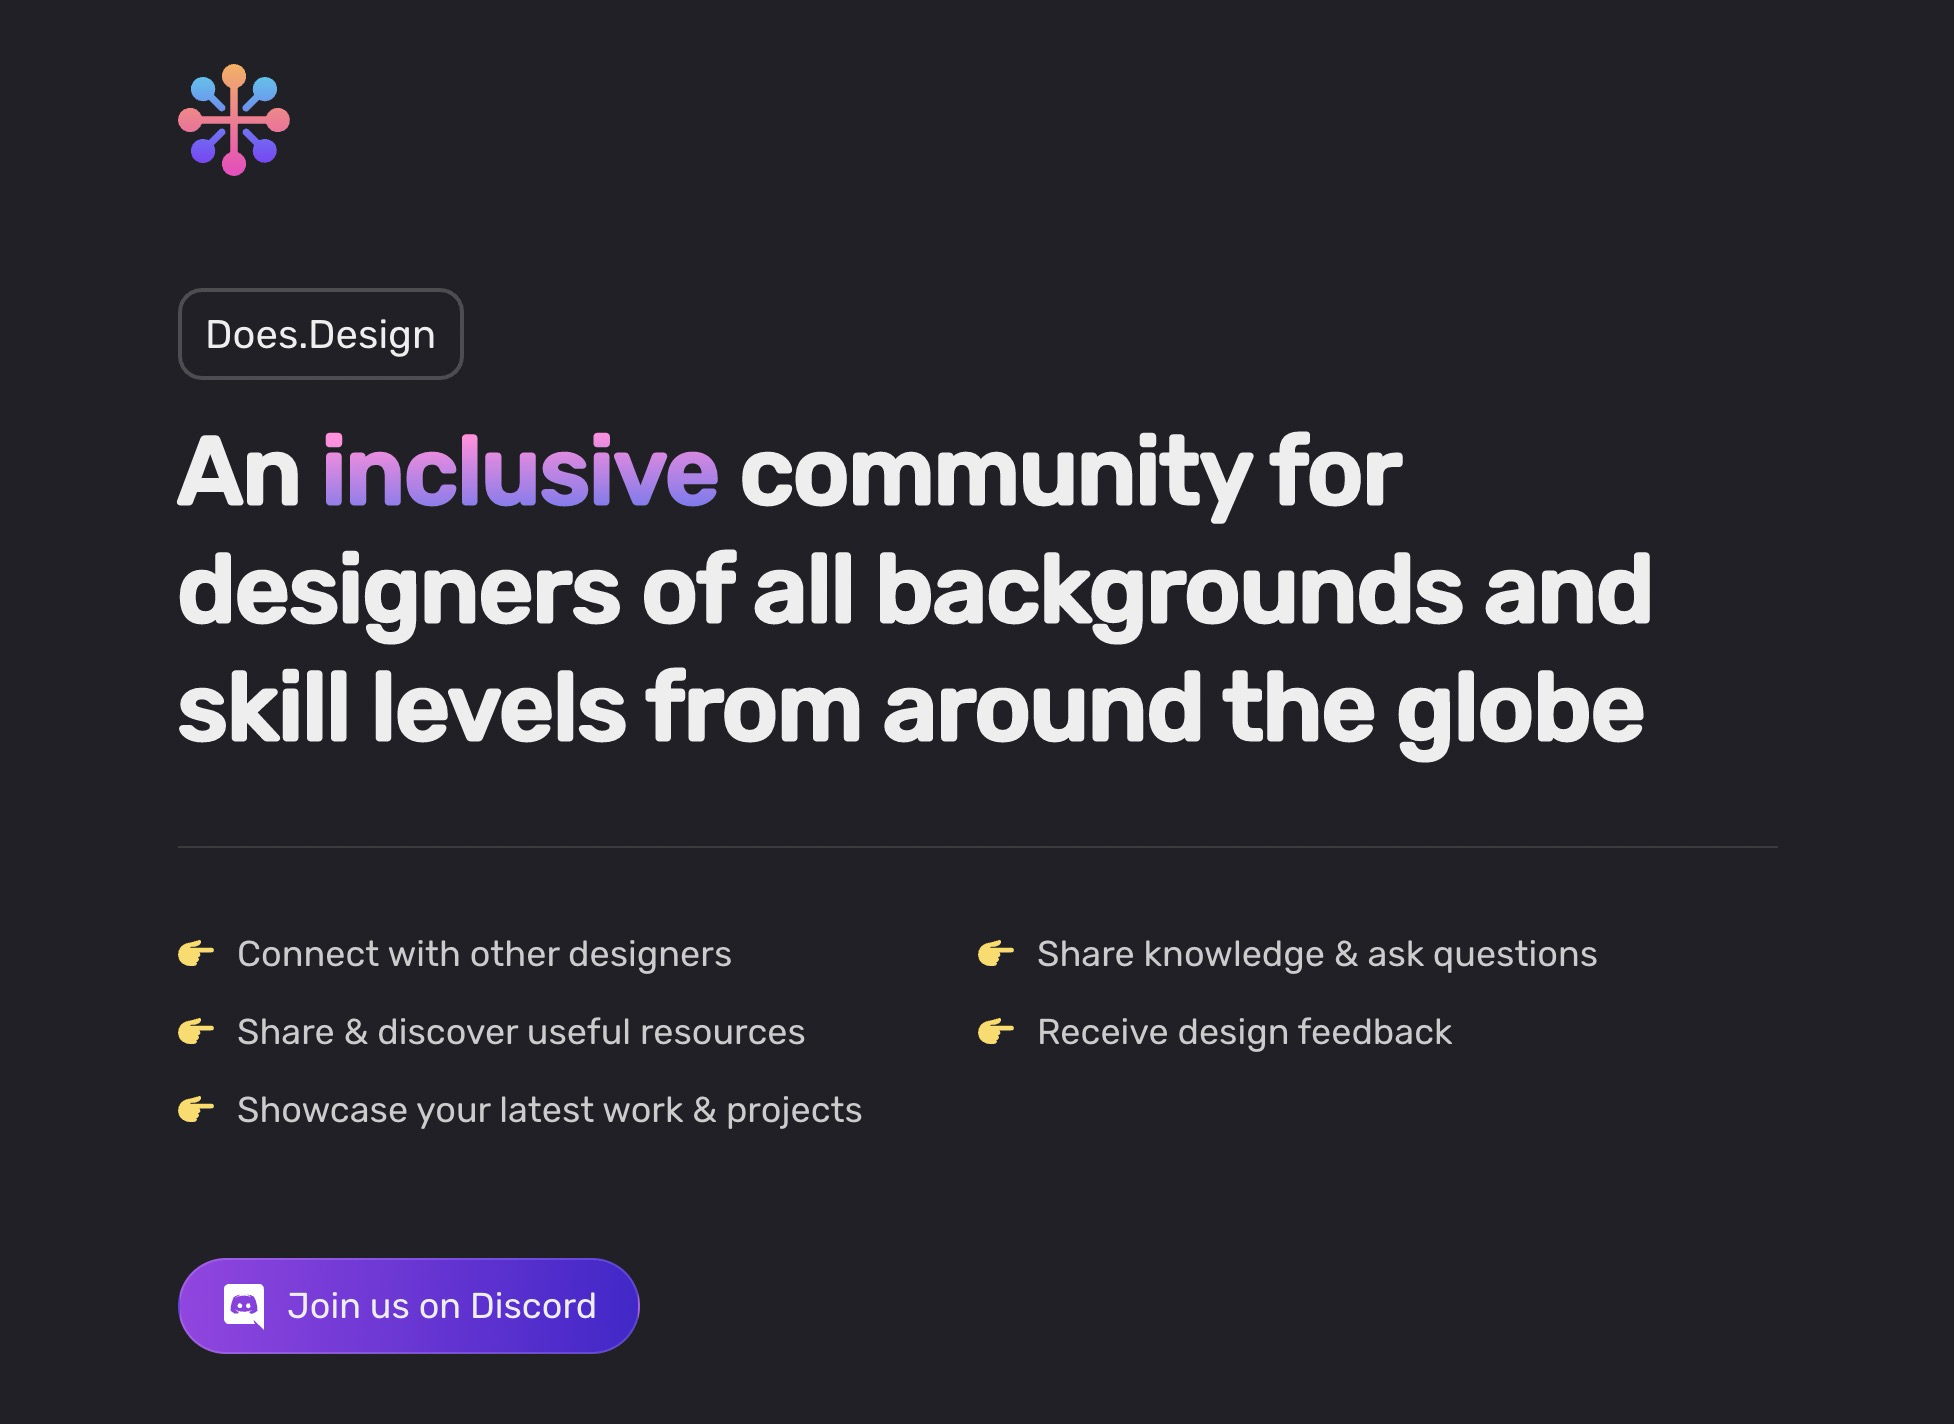 Does.Design
An inclusive community for
designers of all backgrounds and
skill levels from around the globe
Connect with other designers
Share knowledge & ask questions
Share & discover useful resources
Receive design feedback
Showcase your latest work & projects
Join us on Discord